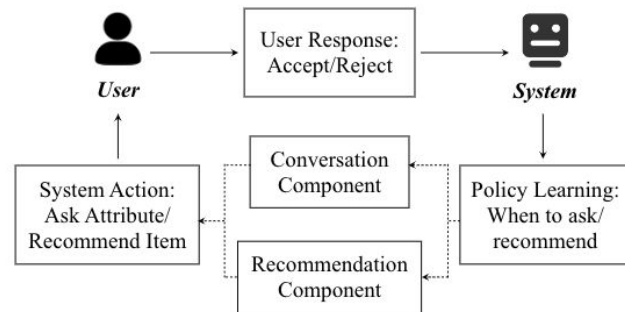 User Response:
Accept/Reject
User
System
Conversation
Component
System Action:
Ask Attribute/
Recommend Item
Policy Learning:
When to ask/
recommend
Recommendation
Component